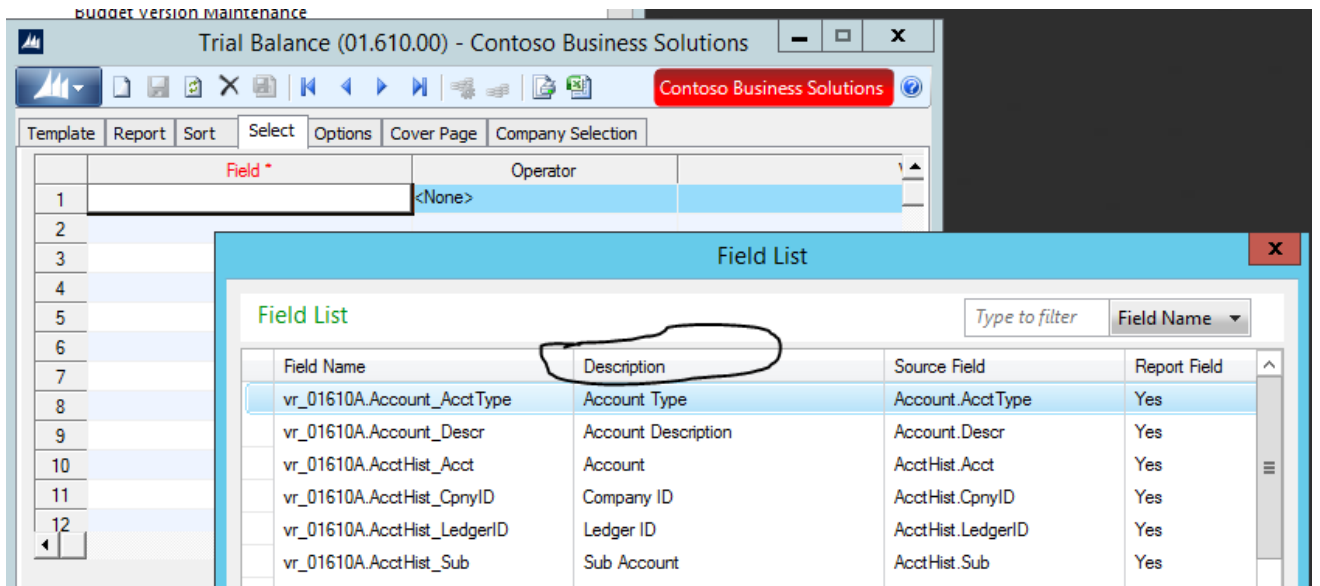 Budget Version Maintenance
Trial Balance (01.610.00) - Contoso Business Solutions
Contoso Business Solutions
Template Report Sort Select Options Cover Page Company Selection
Field * Operator
1 <None>
2
3 Field List
4
5 Field List Type to filter Field Name
6
7 Field Name Description Source Field Report Field
8 vr_01610A.Account_AcctType Account Type Account.AcctType Yes
9 vr_01610A.Account_Descr Account Description Account.Descr Yes
10 vr_01610A.AcctHist_Acct Account AcctHist.Acct Yes
11 vr_01610A.AcctHist_CpnyID Company ID AcctHist.CpnyID Yes
12 vr_01610A.AcctHist_LedgerID Ledger ID AcctHist.LedgerID Yes
vr_01610A.AcctHist_Sub Sub Account AcctHist.Sub Yes